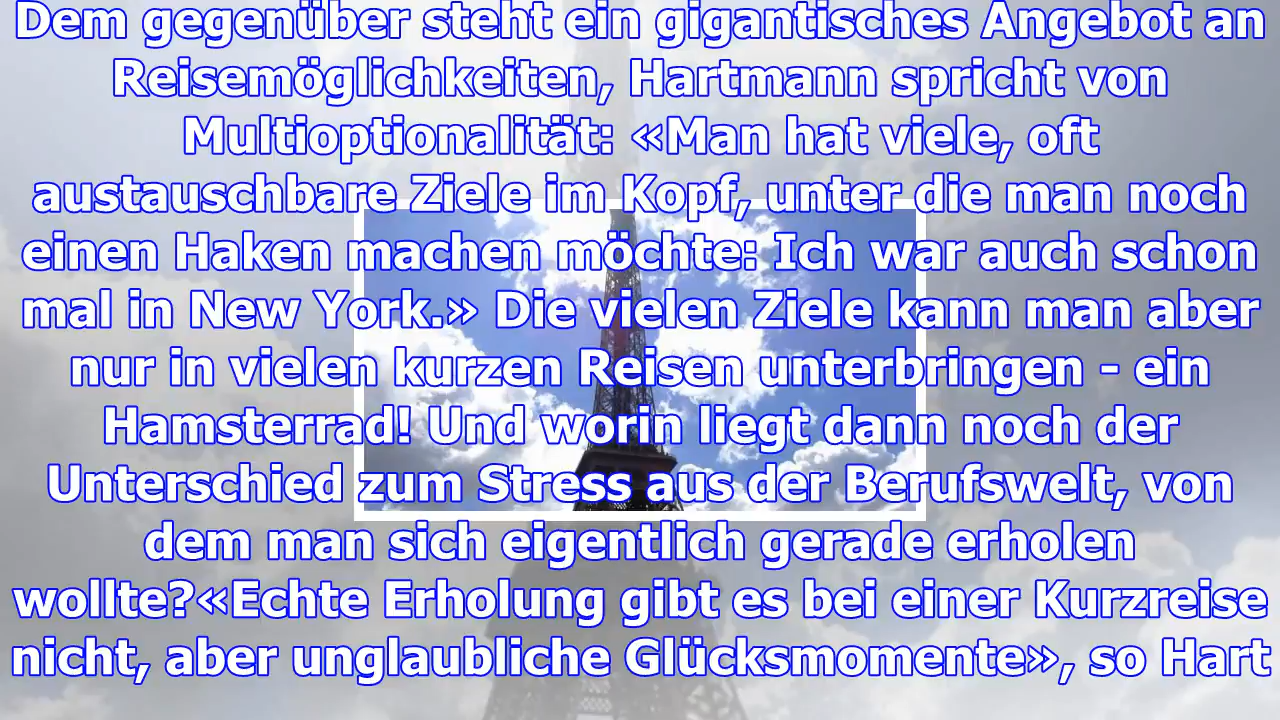 Dem gegenüber steht ein gigantisches Angebot an
Reisemöglichkeiten, Hartmann spricht von
Multioptionalität: «Man hat viele, oft
austauschbare Ziele im Kopf, unter die man noch
einen Haken machen möchte: Ich war auch schon
mal in New York.» Die vielen Ziele kann man aber
nur in vielen kurzen Reisen unterbringen - ein
Hamsterrad! Und worin liegt dann noch der
Unterschied zum Stress aus der Berufswelt, von
dem man sich eigentlich gerade erholen
wollte?«Echte Erholung gibt es bei einer Kurzreise
nicht, aber unglaubliche Glücksmomente», so Hart